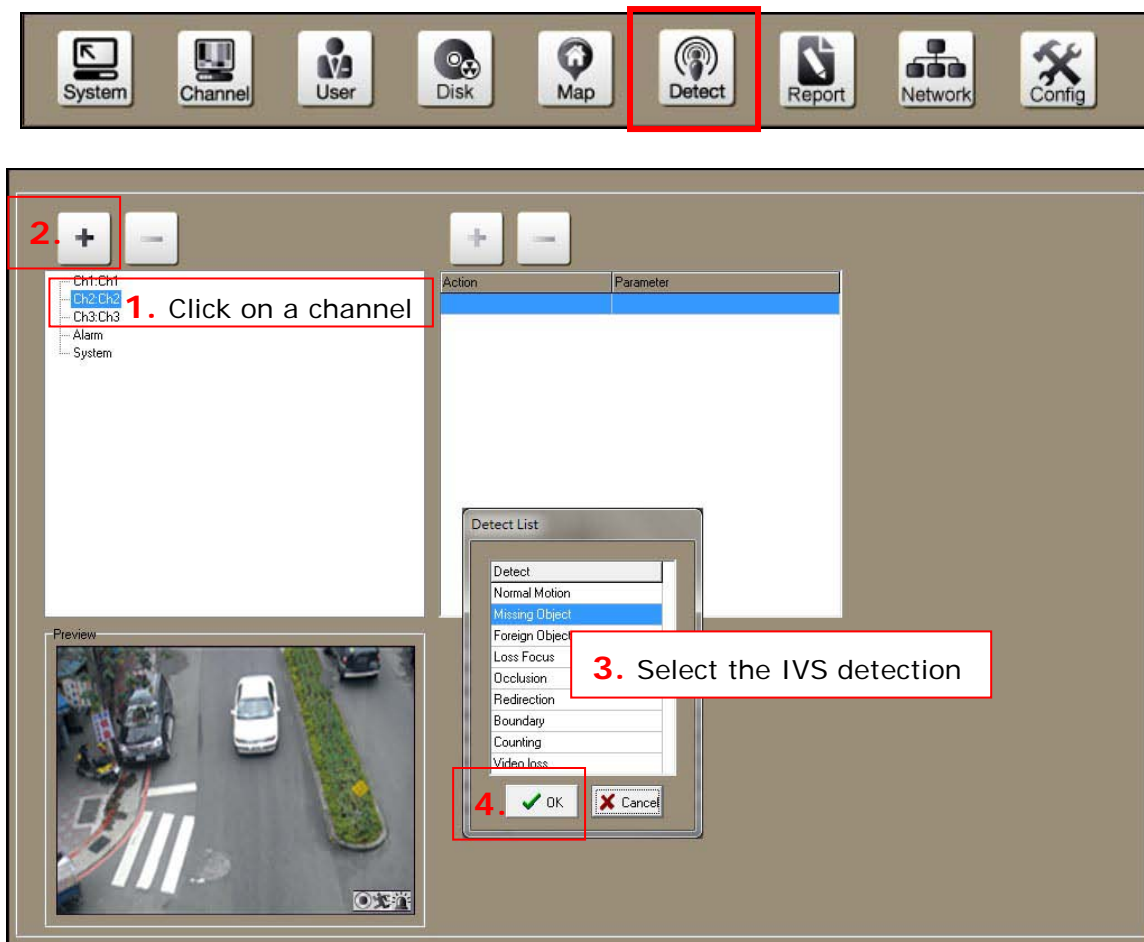 System Channel User Disk Map Detect Report Network Config
2. + −
+ −
Ch1:Ch1
Ch2:Ch2
Ch3:Ch3
Alarm
System
1. Click on a channel
Action Parameter
Detect List
Detect
Normal Motion
Missing Object
Foreign Object
Loss Focus
Occlusion
Redirection
Boundary
Counting
Video loss
3. Select the IVS detection
4. OK Cancel
Preview